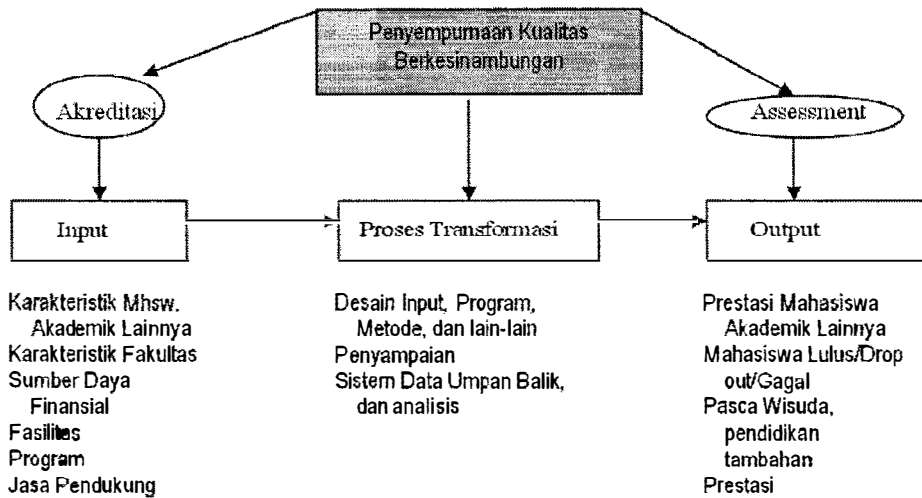 Penyempurnaan Kualitas
Berkesinambungan
Akreditasi
Assessment
Input
Proses Transformasi
Output
Karakteristik Mhsw.
Akademik Lainnya
Karakteristik Fakultas
Sumber Daya
Finansial
Fasilites
Program
Jasa Pendukung
Desain Input, Program,
Metode, dan lain-lain
Penyampaian
Sistem Data Umpan Balik,
dan analisis
Prestasi Mahasiswa
Akademik Lainnya
Mahasiswa Lulus/Drop
out/Gagal
Pasca Wisuda,
pendidikan
tambahan
Prestasi